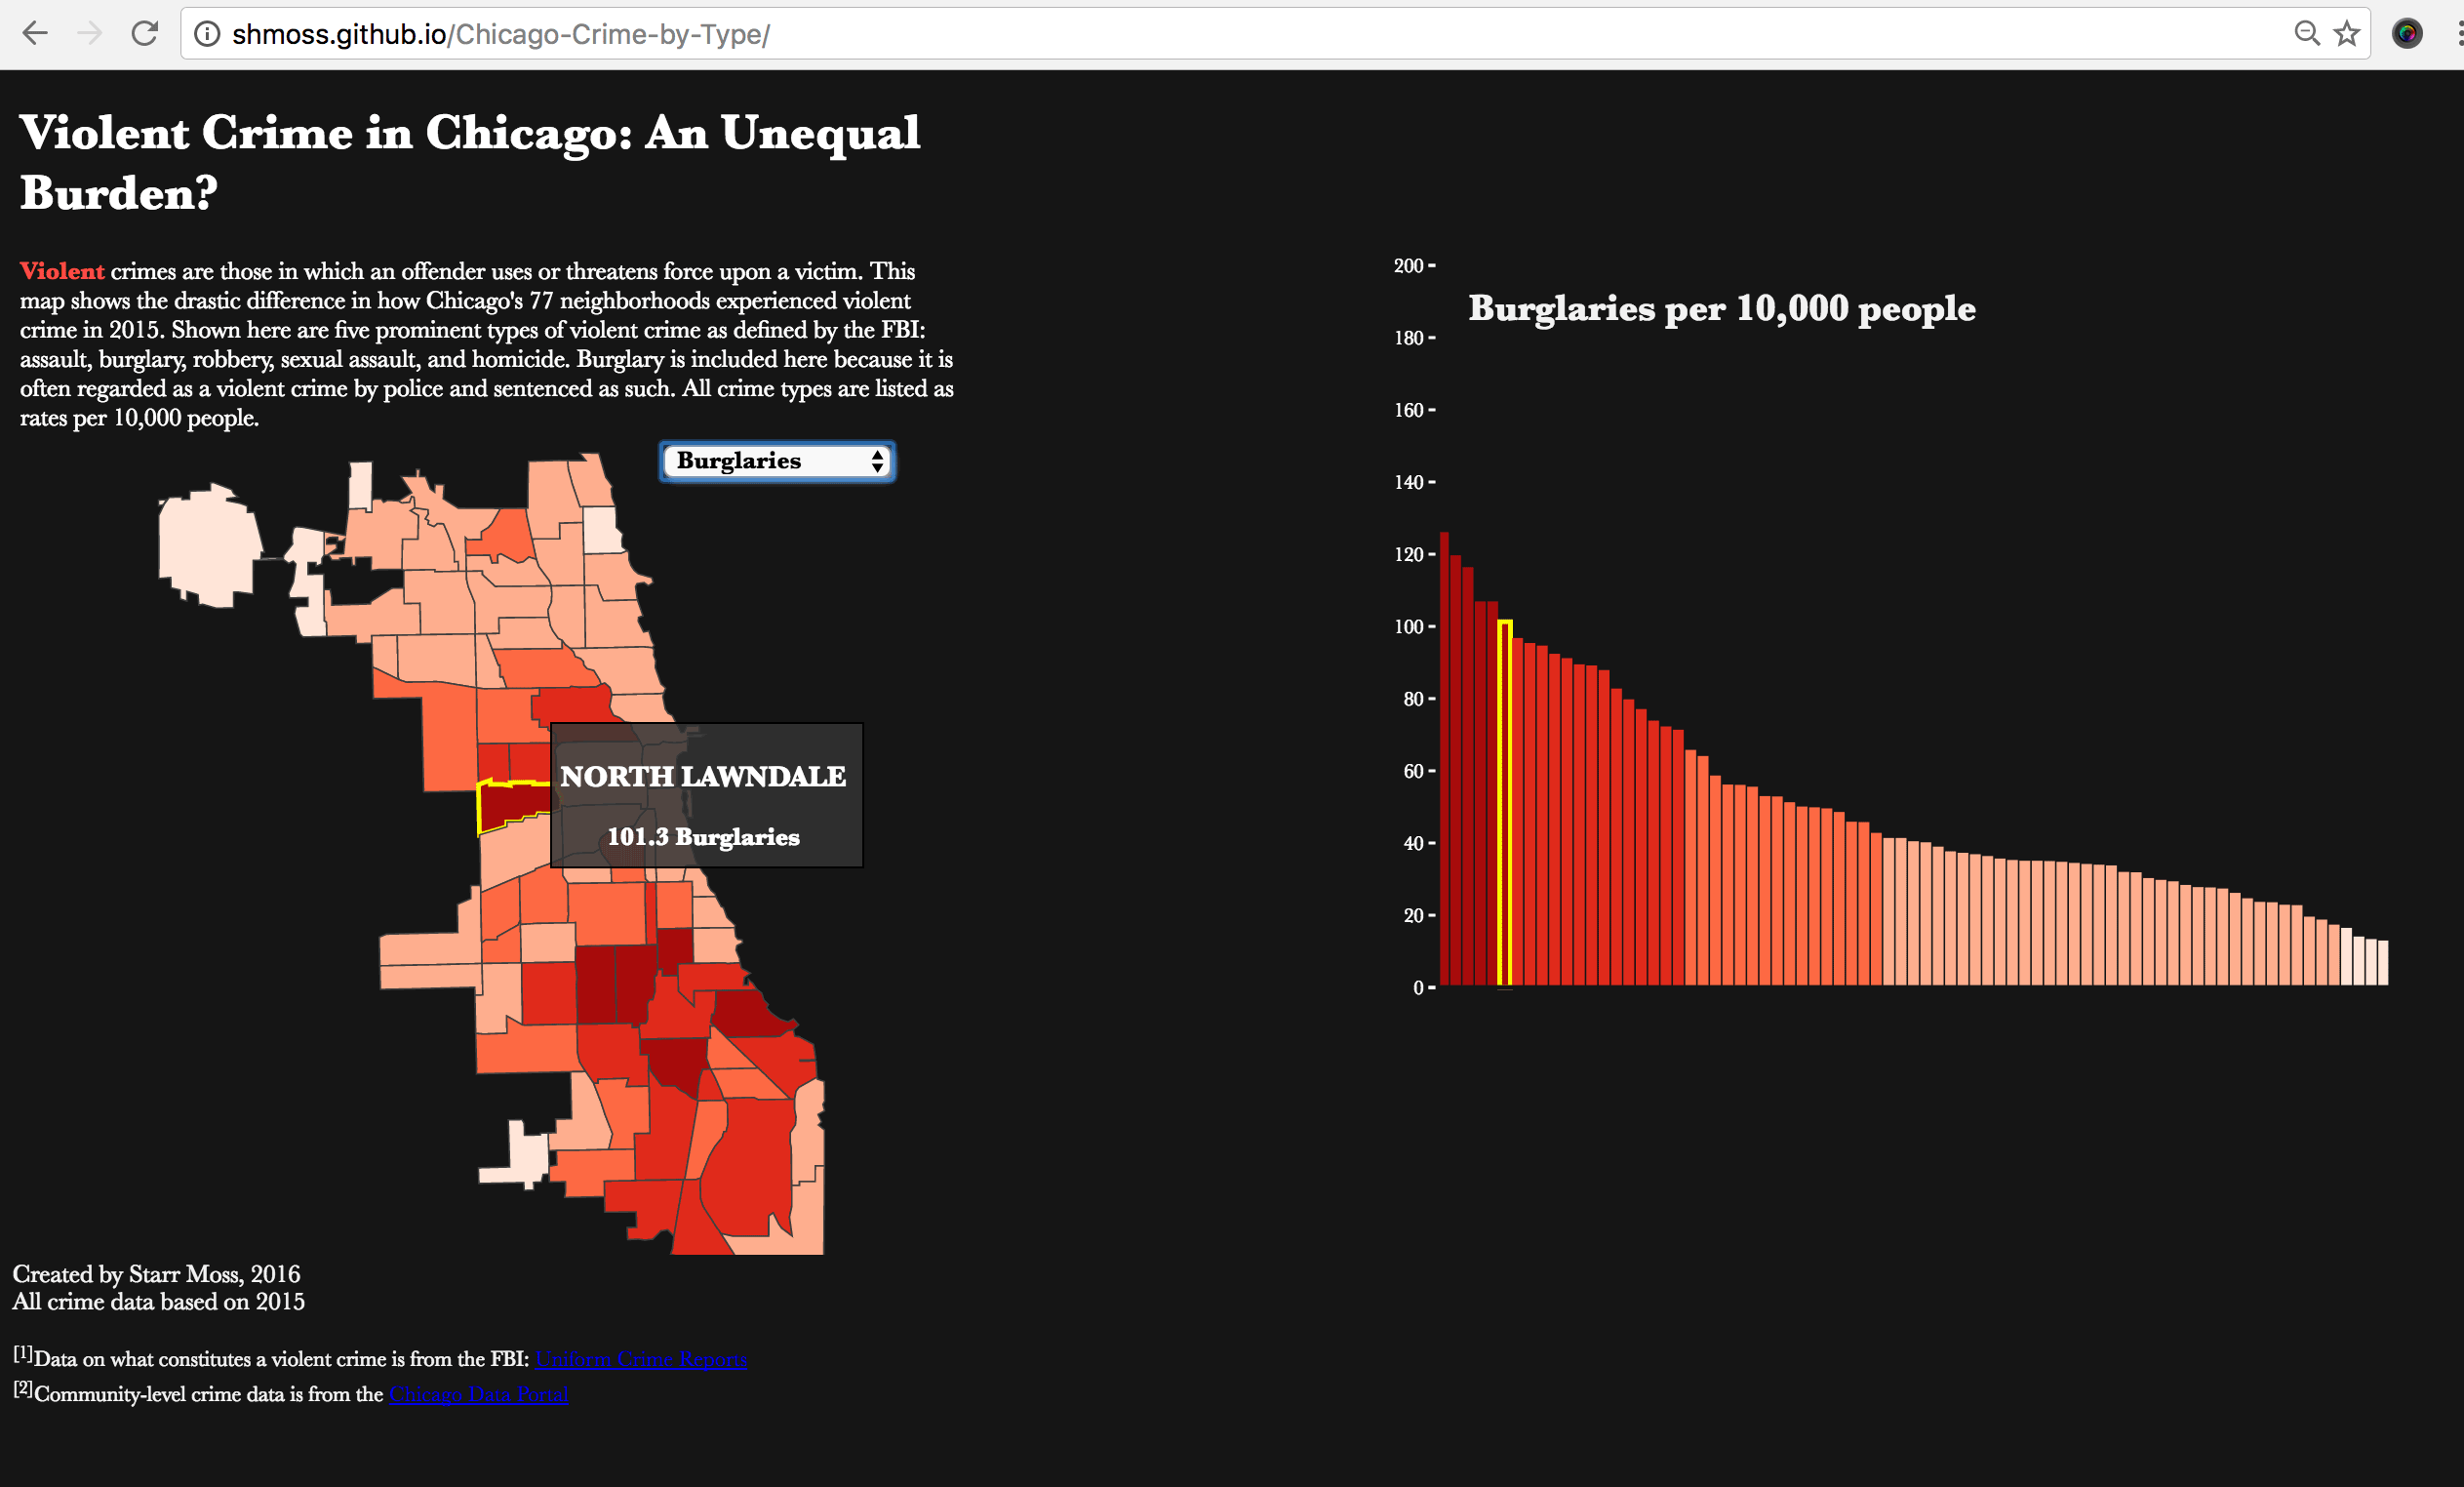 shmoss.github.io/Chicago-Crime-by-Type/
Violent Crime in Chicago: An Unequal
Burden?
Violent crimes are those in which an offender uses or threatens force upon a victim. This
map shows the drastic difference in how Chicago's 77 neighborhoods experienced violent
crime in 2015. Shown here are five prominent types of violent crime as defined by the FBI:
assault, burglary, robbery, sexual assault, and homicide. Burglary is included here because it is
often regarded as a violent crime by police and sentenced as such. All crime types are listed as
rates per 10,000 people.
Burglaries
NORTH LAWNDALE
101.3 Burglaries
Burglaries per 10,000 people
200
180
160
140
120
100
80
60
40
20
0
Created by Starr Moss, 2016
All crime data based on 2015
[1]Data on what constitutes a violent crime is from the FBI: Uniform Crime Reports
[2]Community-level crime data is from the Chicago Data Portal